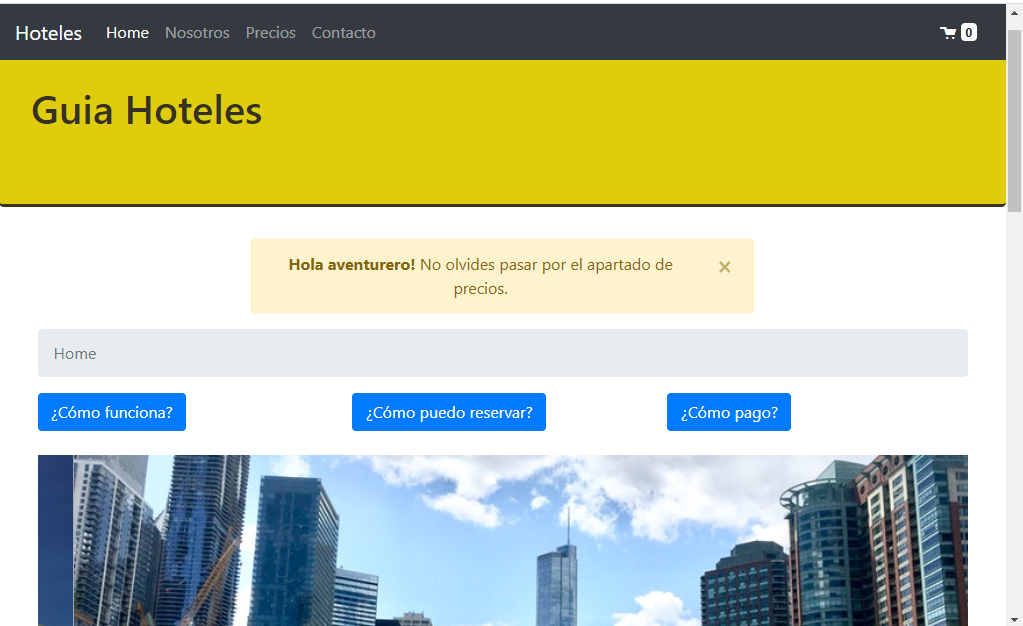 Hoteles Home Nosotros Precios Contacto 0
Guia Hoteles
Hola aventurero! No olvides pasar por el apartado de ×
precios.
Home
¿Cómo funciona? ¿Cómo puedo reservar? ¿Cómo pago?